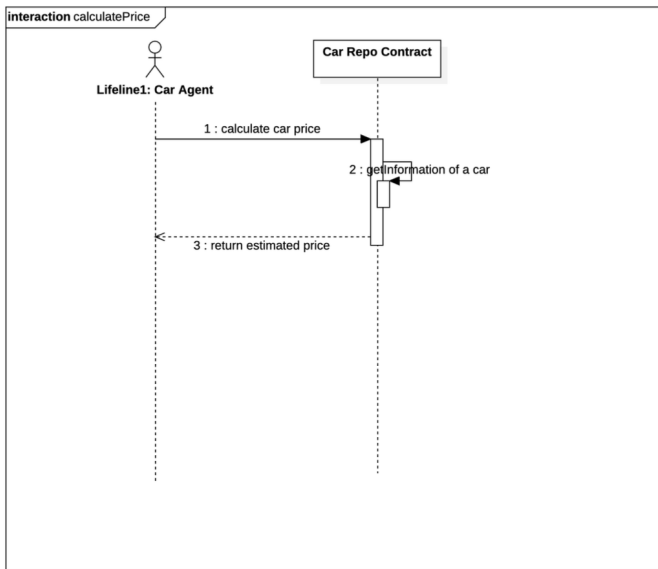 interaction calculatePrice
Car Repo Contract
Lifeline1: Car Agent
1 : calculate car price
2 : getInformation of a car
3 : return estimated price